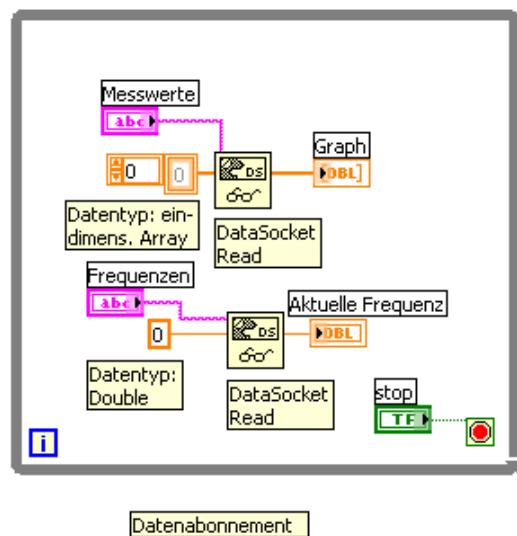 Messwerte
abc
Graph
0
0
DS
DBL]
Datentyp: ein-
dimens. Array
DataSocket
Read
Frequenzen
abc
Aktuelle Frequenz
0
DS
DBL
Datentyp:
Double
DataSocket
Read
stop
TF
i
Datenabonnement